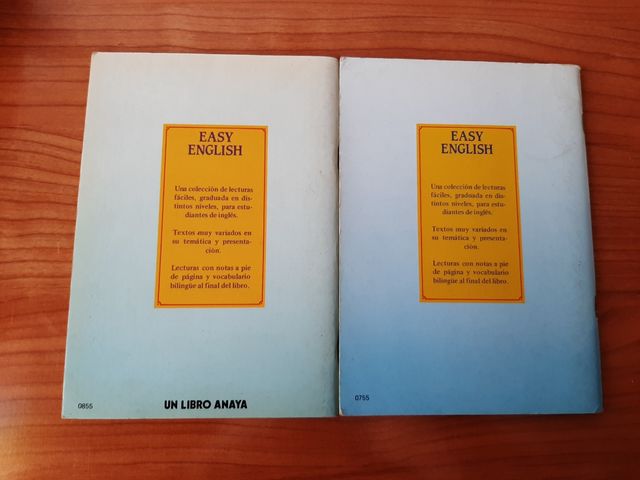 EASY
ENGLISH
Una colección de lecturas
fáciles, graduada en dis-
tintos niveles, para estu-
diantes de inglés.
Textos muy variados en
su temática y presenta-
ción.
Lecturas con notas a pie
de página y vocabulario
bilingüe al final del libro.
0855
UN LIBRO ANAYA
EASY
ENGLISH
Una colección de lecturas
fáciles, graduada en dis-
tintos niveles, para estu-
diantes de inglés.
Textos muy variados en
su temática y presenta-
ción.
Lecturas con notas a pie
de página y vocabulario
bilingüe al final del libro.
0755